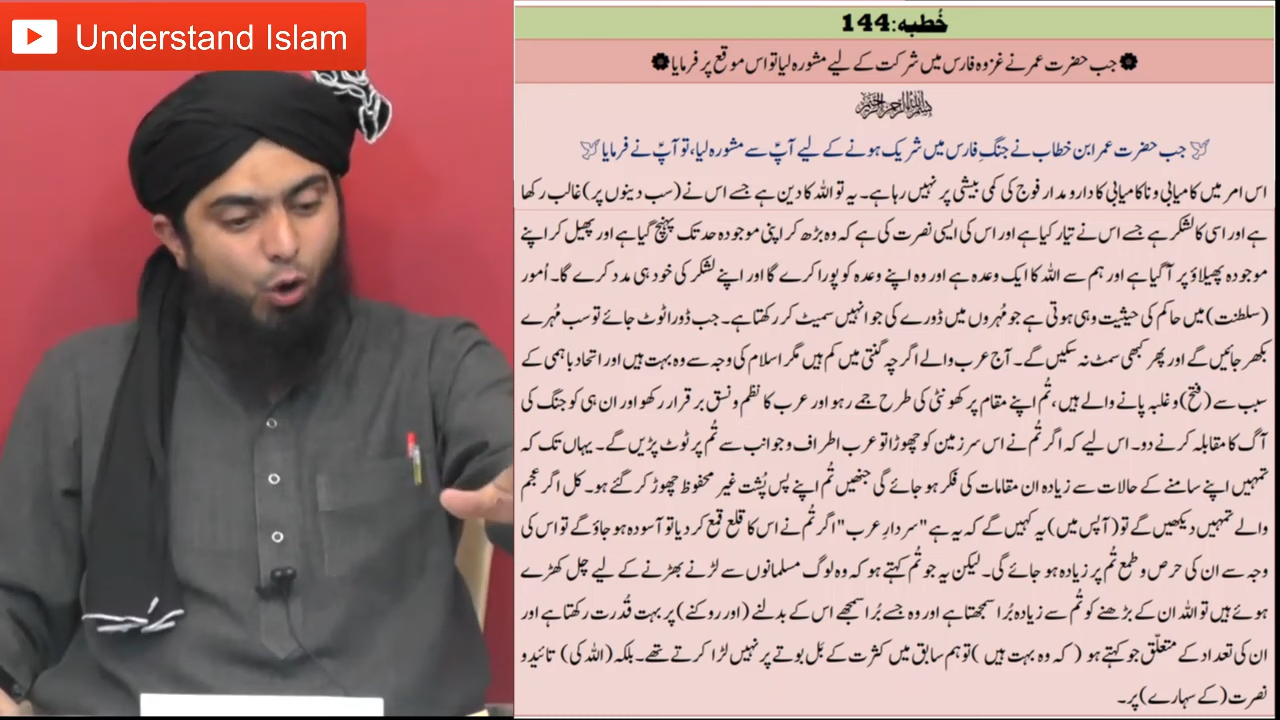 Understand Islam
خُطبہ:144
جب حضرت عمر نے غزوہ فارس میں شرکت کے لیے مشورہ لیا تو اس موقع پر فرمایا
بسم الله الرحمن الرحيم
جب حضرت عمر ابن خطاب نے جنگِ فارس میں شریک ہونے کے لیے آپؑ سے مشورہ لیا، تو آپؑ نے فرمایا
اس امر میں کامیابی و ناکامیابی کا دارو مدار فوج کی کمی بیشی پر نہیں رہا ہے۔ یہ تو اللہ کا دین ہے جسے اس نے (سب دینوں پر) غالب رکھا
ہے اور اسی کا لشکر ہے جسے اس نے تیار کیا ہے اور اس کی ایسی نصرت کی ہے کہ وہ بڑھ کر اپنی موجودہ حد تک پہنچ گیا ہے اور پھیل کر اپنے
موجودہ پھیلاؤ پر آ گیا ہے اور ہم سے اللہ کا ایک وعدہ ہے اور وہ اپنے وعدہ کو پورا کرے گا اور اپنے لشکر کی خود ہی مدد کرے گا۔ اُمور
(سلطنت) میں حاکم کی حیثیت وہی ہوتی ہے جو مُہروں میں ڈورے کی جو انہیں سمیٹ کر رکھتا ہے۔ جب ڈورا ٹوٹ جائے تو سب مُہرے
بکھر جائیں گے اور پھر کبھی سمٹ نہ سکیں گے۔ آج عرب والے اگرچہ گنتی میں کم ہیں مگر اسلام کی وجہ سے وہ بہت ہیں اور اتحاد باہمی کے
سبب سے (فتح) و غلبہ پانے والے ہیں، تُم اپنے مقام پر کھونٹی کی طرح جمے رہو اور عرب کا نظم و نسق برقرار رکھو اور ان ہی کو جنگ کی
آگ کا مقابلہ کرنے دو۔ اس لیے کہ اگر تُم نے اس سرزمین کو چھوڑا تو عرب اطراف و جوانب سے تُم پر ٹوٹ پڑیں گے۔ یہاں تک کہ
تمہیں اپنے سامنے کے حالات سے زیادہ ان مقامات کی فکر ہو جائے گی جنھیں تُم اپنے پس پُشت غیر محفوظ چھوڑ کر گئے ہو۔ کل اگر عجم
والے تمہیں دیکھیں گے تو (آپس میں) یہ کہیں گے کہ یہ ہے "سردارِ عرب" اگر تُم نے اس کا قلع قمع کر دیا تو آسودہ ہو جاؤ گے تو اس کی
وجہ سے ان کی حرص و طمع تُم پر زیادہ ہو جائے گی۔ لیکن یہ جو تُم کہتے ہو کہ وہ لوگ مسلمانوں سے لڑنے بھڑنے کے لیے چل کھڑے
ہوئے ہیں تو اللہ ان کے بڑھنے کو تُم سے زیادہ بُرا سمجھتا ہے اور وہ جسے بُرا سمجھے اس کے بدلنے (اور روکنے) پر بہت قُدرت رکھتا ہے اور
ان کی تعداد کے متعلّق جو کہتے ہو (کہ وہ بہت ہیں) تو ہم سابق میں کثرت کے بَل بوتے پر نہیں لڑا کرتے تھے۔ بلکہ (اللہ کی) تائید و
نصرت (کے سہارے) پر۔